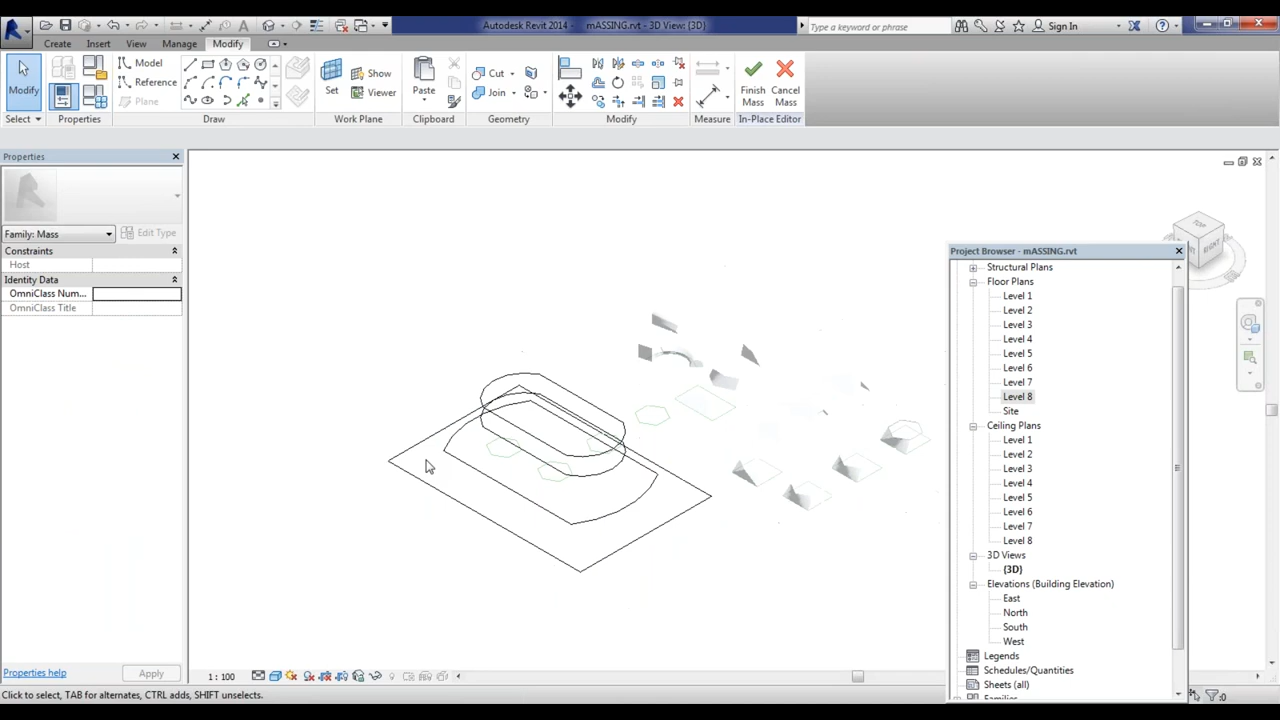 Autodesk Revit 2014 - mASSING.rvt - 3D View: {3D}
Type a keyword or phrase
Sign In
Create Insert View Manage Modify
Modify
Select
Properties
Model
Reference
Plane
Draw
Set
Show
Viewer
Work Plane
Paste
Clipboard
Cut
Join
Geometry
Modify
Measure
Finish Mass
Cancel Mass
In-Place Editor
Properties
Family: Mass
Edit Type
Constraints
Host
Identity Data
OmniClass Num...
OmniClass Title
Properties help
Apply
TOP
RIGHT
Project Browser - mASSING.rvt
Structural Plans
Floor Plans
Level 1
Level 2
Level 3
Level 4
Level 5
Level 6
Level 7
Level 8
Site
Ceiling Plans
Level 1
Level 2
Level 3
Level 4
Level 5
Level 6
Level 7
Level 8
3D Views
{3D}
Elevations (Building Elevation)
East
North
South
West
Legends
Schedules/Quantities
Sheets (all)
Families
1 : 100
Click to select, TAB for alternates, CTRL adds, SHIFT unselects.
:0